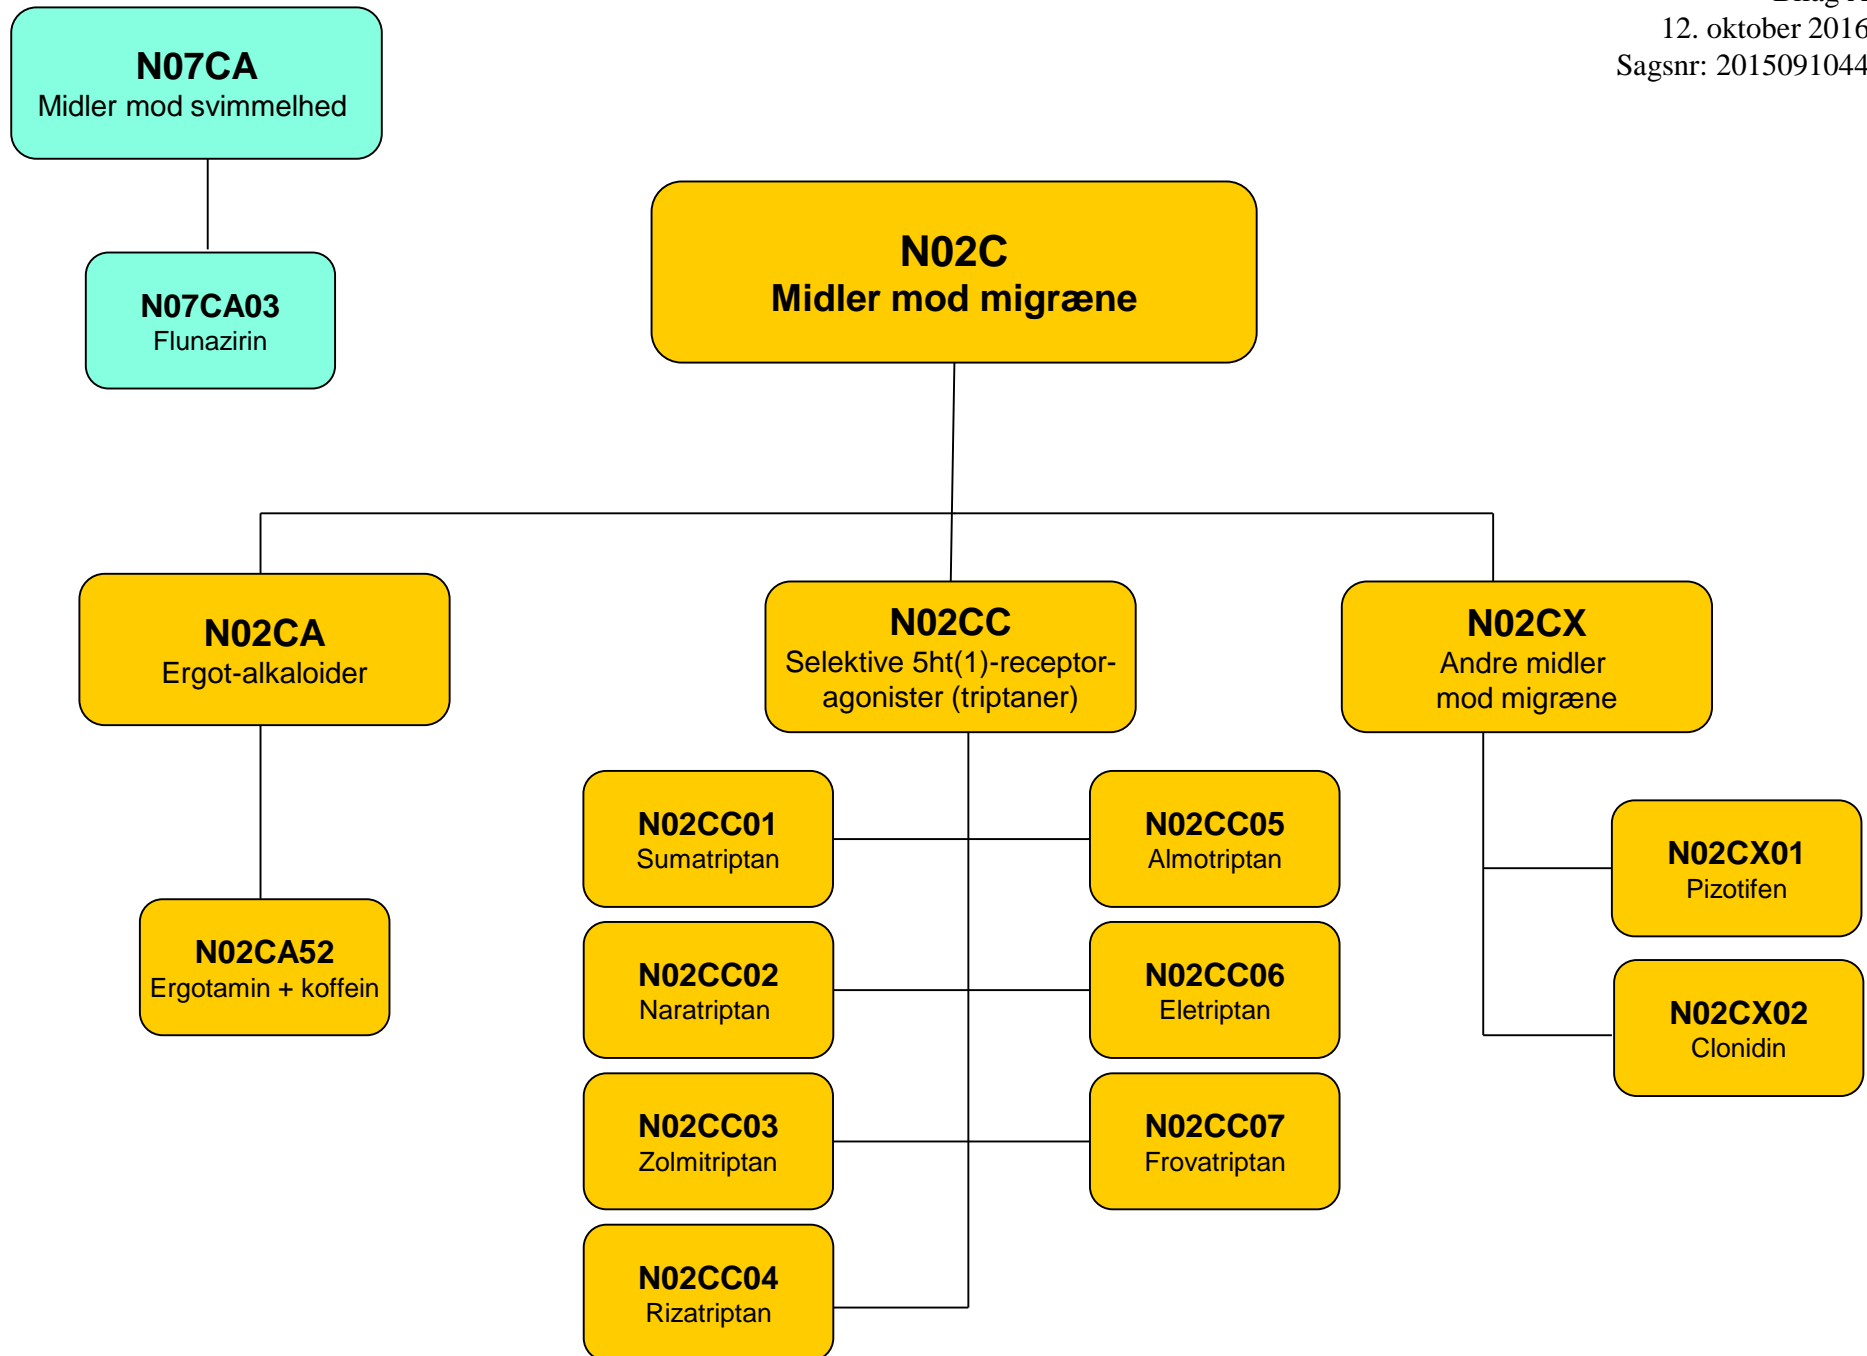 12. oktober 2016
Sagsnr: 2015091044
N07CA
Midler mod svimmelhed
N07CA03
Flunazirin
N02C
Midler mod migræne
N02CA
Ergot-alkaloider
N02CA52
Ergotamin + koffein
N02CC
Selektive 5ht(1)-receptor-
agonister (triptaner)
N02CC01
Sumatriptan
N02CC02
Naratriptan
N02CC03
Zolmitriptan
N02CC04
Rizatriptan
N02CC05
Almotriptan
N02CC06
Eletriptan
N02CC07
Frovatriptan
N02CX
Andre midler
mod migræne
N02CX01
Pizotifen
N02CX02
Clonidin